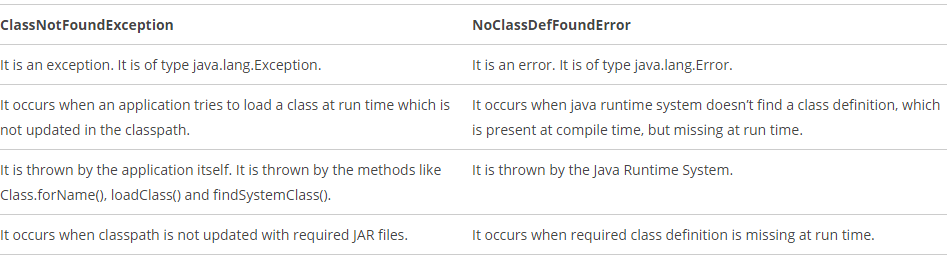 ClassNotFoundException
NoClassDefFoundError
It is an exception. It is of type java.lang.Exception.
It is an error. It is of type java.lang.Error.
It occurs when an application tries to load a class at run time which is
not updated in the classpath.
It occurs when java runtime system doesn’t find a class definition, which
is present at compile time, but missing at run time.
It is thrown by the application itself. It is thrown by the methods like
Class.forName(), loadClass() and findSystemClass().
It is thrown by the Java Runtime System.
It occurs when classpath is not updated with required JAR files.
It occurs when required class definition is missing at run time.